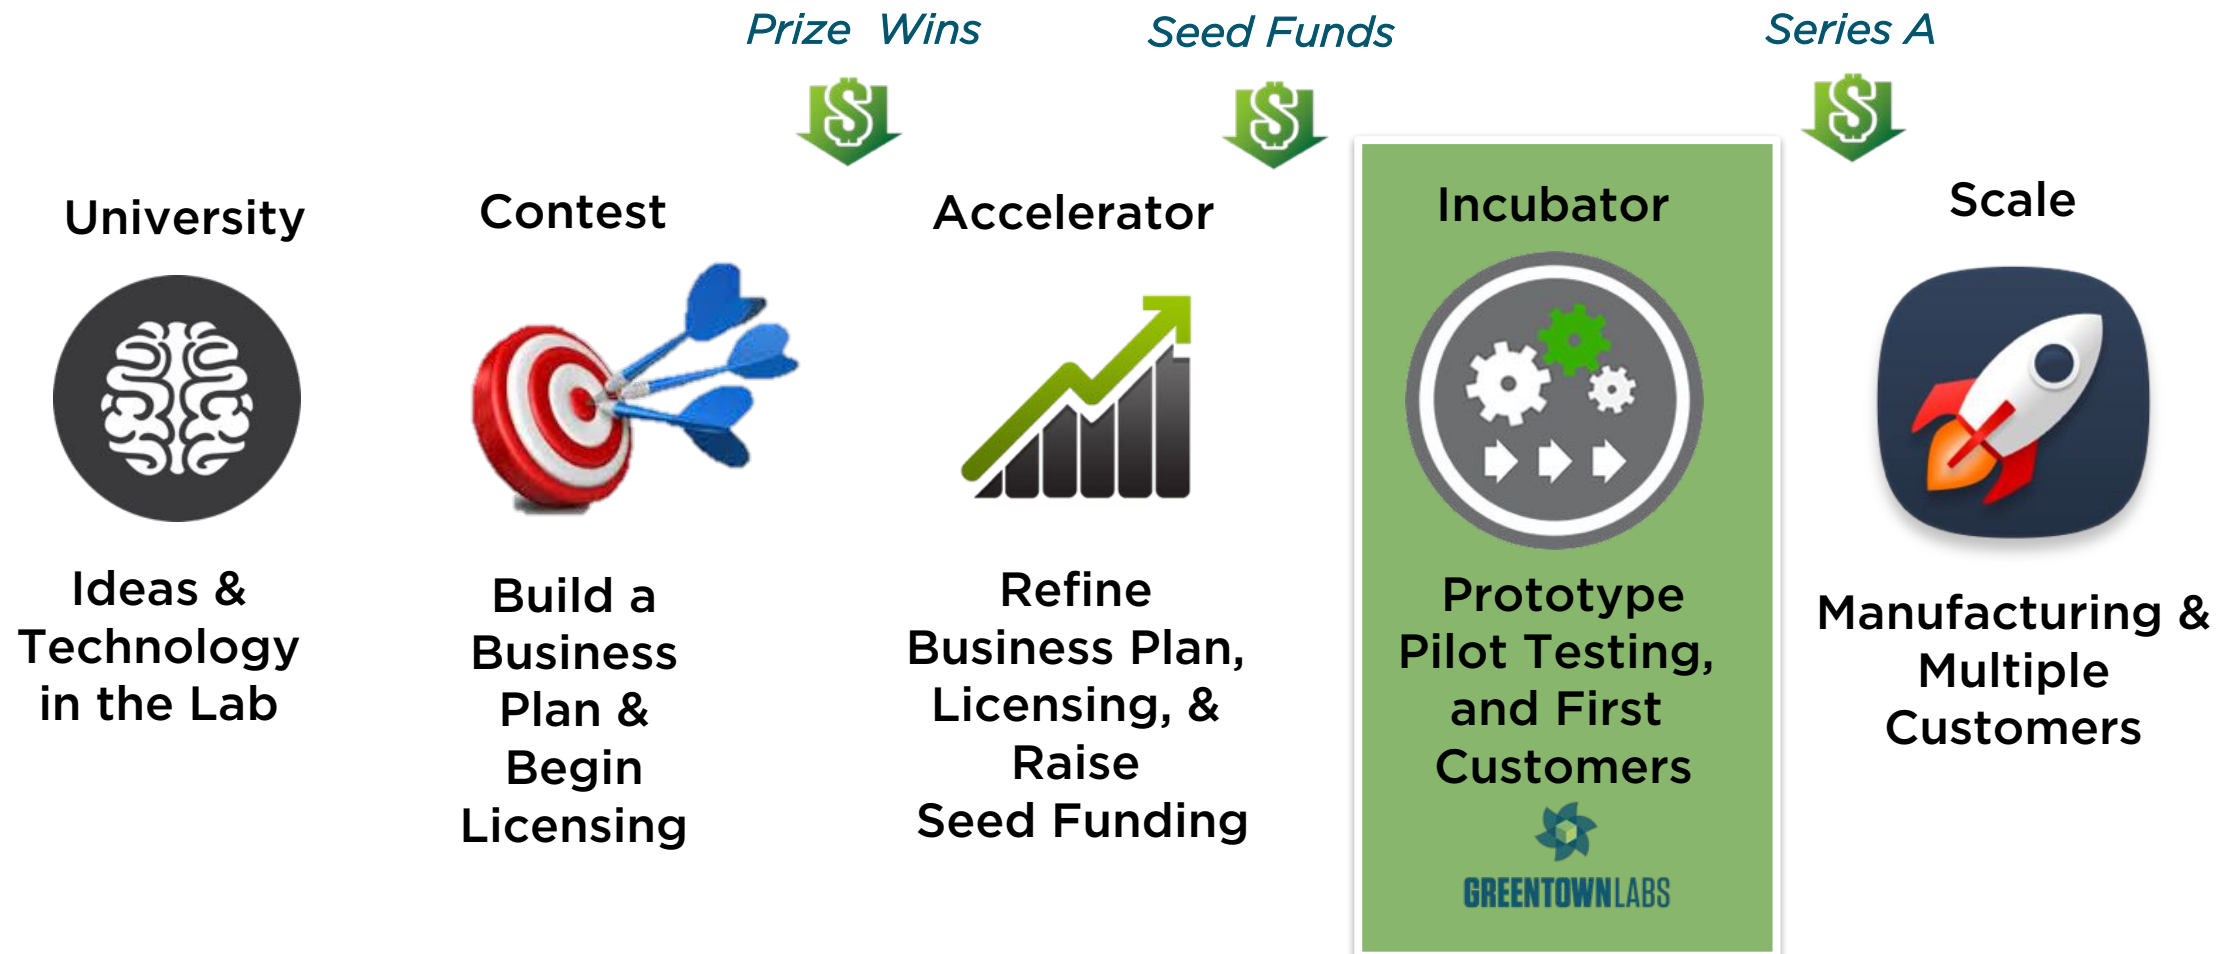 Prize Wins
Seed Funds
Series A
University
Contest
Accelerator
Incubator
Scale
Ideas &
Technology
in the Lab
Build a
Business
Plan &
Begin
Licensing
Refine
Business Plan,
Licensing, &
Raise
Seed Funding
Prototype
Pilot Testing,
and First
Customers
GREENTOWNLABS
Manufacturing &
Multiple
Customers